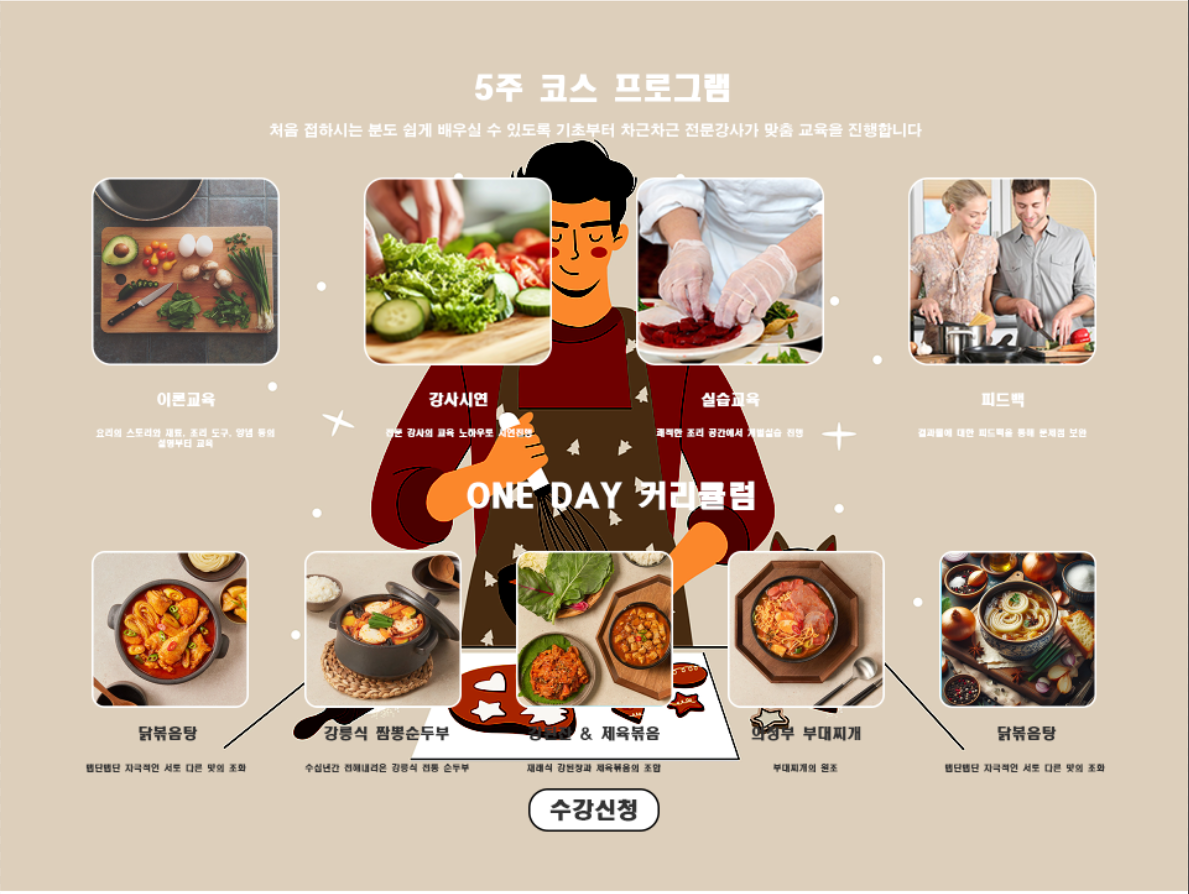 5주 코스 프로그램
처음 접하시는 분도 쉽게 배우실 수 있도록 기초부터 차근차근 전문강사가 맞춤 교육을 진행합니다
이론교육
강사시연
실습교육
피드백
요리의 스토리와 재료, 조리 도구, 양념 등의
설명부터 교육
전문 강사의 교육 노하우로 시연진행
쾌적한 조리 공간에서 개별실습 진행
결과물에 대한 피드백을 통해 문제점 보완
ONE DAY 커리큘럼
닭볶음탕
강릉식 짬뽕순두부
& 제육볶음
의정부 부대찌개
닭볶음탕
맵단맵단 자극적인 서로 다른 맛의 조화
수십년간 전해내려온 강릉식 전통 순두부
재래식 강된장과 제육볶음의 조합
부대찌개의 원조
맵단맵단 자극적인 서로 다른 맛의 조화
수강신청